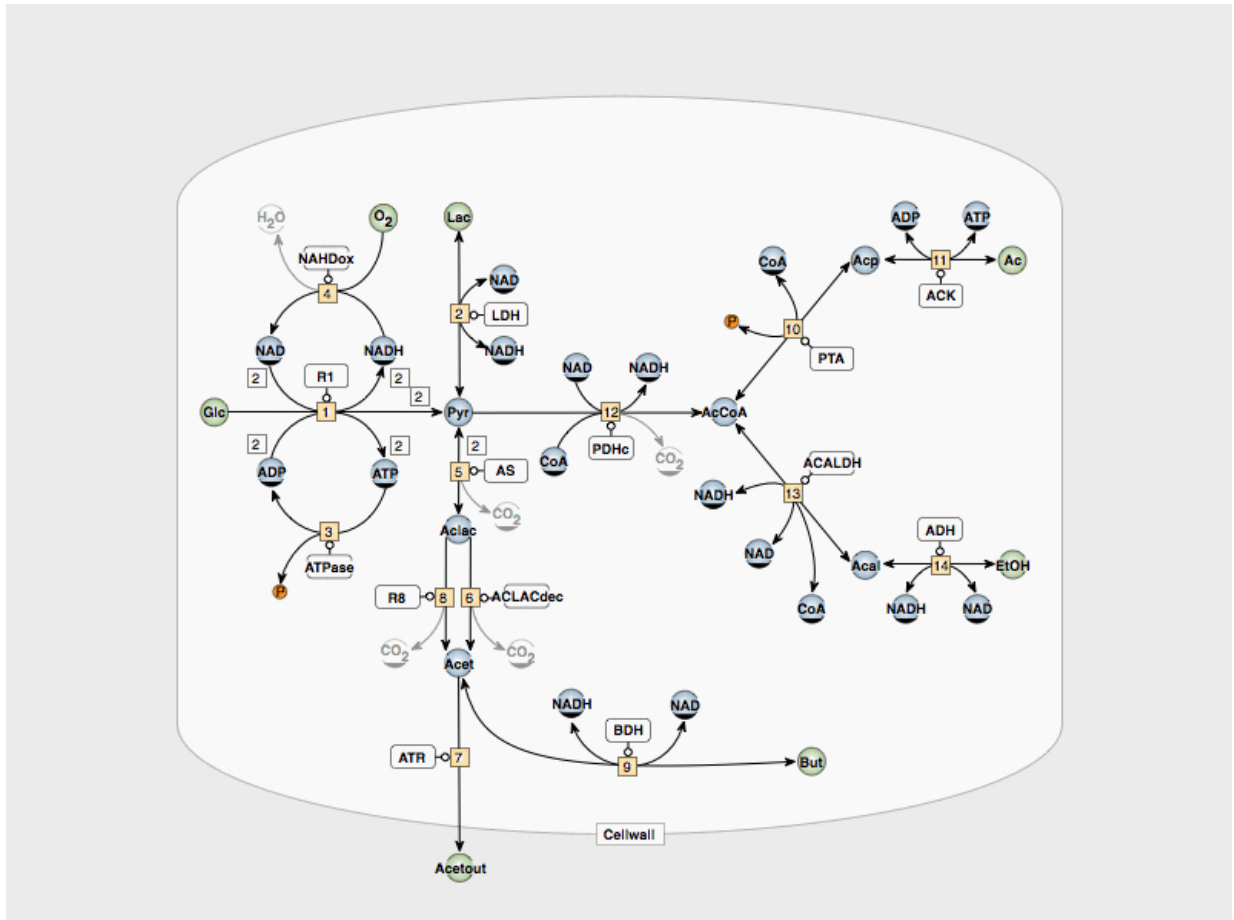 H2O
O2
Lac
ADP
ATP
NAHDox
CoA
Acp
11
Ac
NAD
4
ACK
2
LDH
P
10
NAD
NADH
NADH
PTA
R1
NAD
NADH
2
2
2
Glc
1
Pyr
12
AcCoA
2
2
2
PDHc
ADP
ATP
5
AS
CoA
CO2
ACALDH
NADH
13
CO2
3
Aclac
ADH
NAD
ATPase
Acal
14
EtOH
P
R8
8
6
ACLACdec
CoA
NADH
NAD
CO2
CO2
Acet
NADH
NAD
BDH
ATR
7
9
But
Cellwall
Acetout